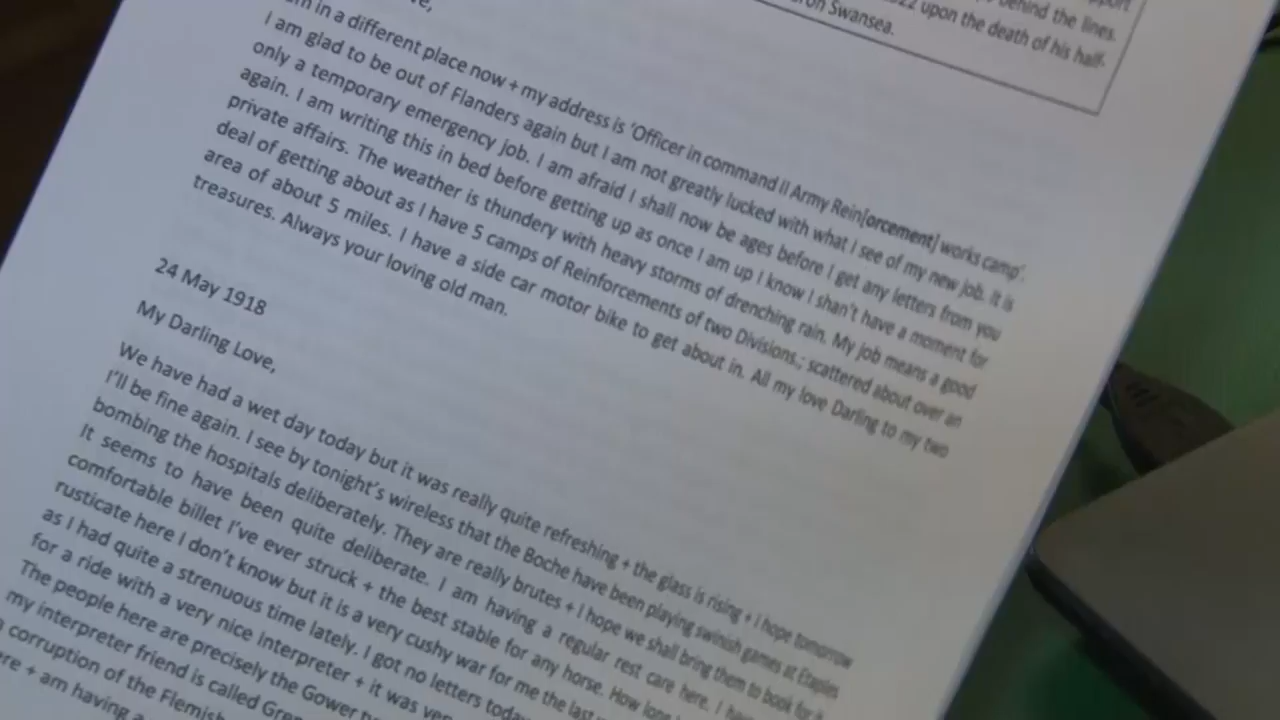 behind the lines.
22 upon the death of his half-
Swansea.
in a different place now + my address is 'Officer in command II Army Rein[orcement] works camp'.
I am glad to be out of Flanders again but I am not greatly lucked with what I see of my new job. It is
only a temporary emergency job. I am afraid I shall now be ages before I get any letters from you
again. I am writing this in bed before getting up as once I am up I know I shan't have a moment for
private affairs. The weather is thundery with heavy storms of drenching rain. My job means a good
deal of getting about as I have 5 camps of Reinforcements of two Divisions.; scattered about over an
area of about 5 miles. I have a side car motor bike to get about in. All my love Darling to my two
treasures. Always your loving old man.
24 May 1918
My Darling Love,
We have had a wet day today but it was really quite refreshing + the glass is rising + I hope tomorrow
I'll be fine again. I see by tonight's wireless that the Boche have been playing swinish games at Etaples
bombing the hospitals deliberately. They are really brutes + I hope we shall bring them to book for it.
It seems to have been quite deliberate. I am having a regular rest care here. I
comfortable billet I've ever struck + the best stable for any horse. How long
rusticate here I don't know but it is a very cushy war for me the last
as I had quite a strenuous time lately. I got no letters today
for a ride with a very nice Interpreter + it was
The people here are precisely the Gower
my interpreter friend is called
corruption of the Flemish
+ am having